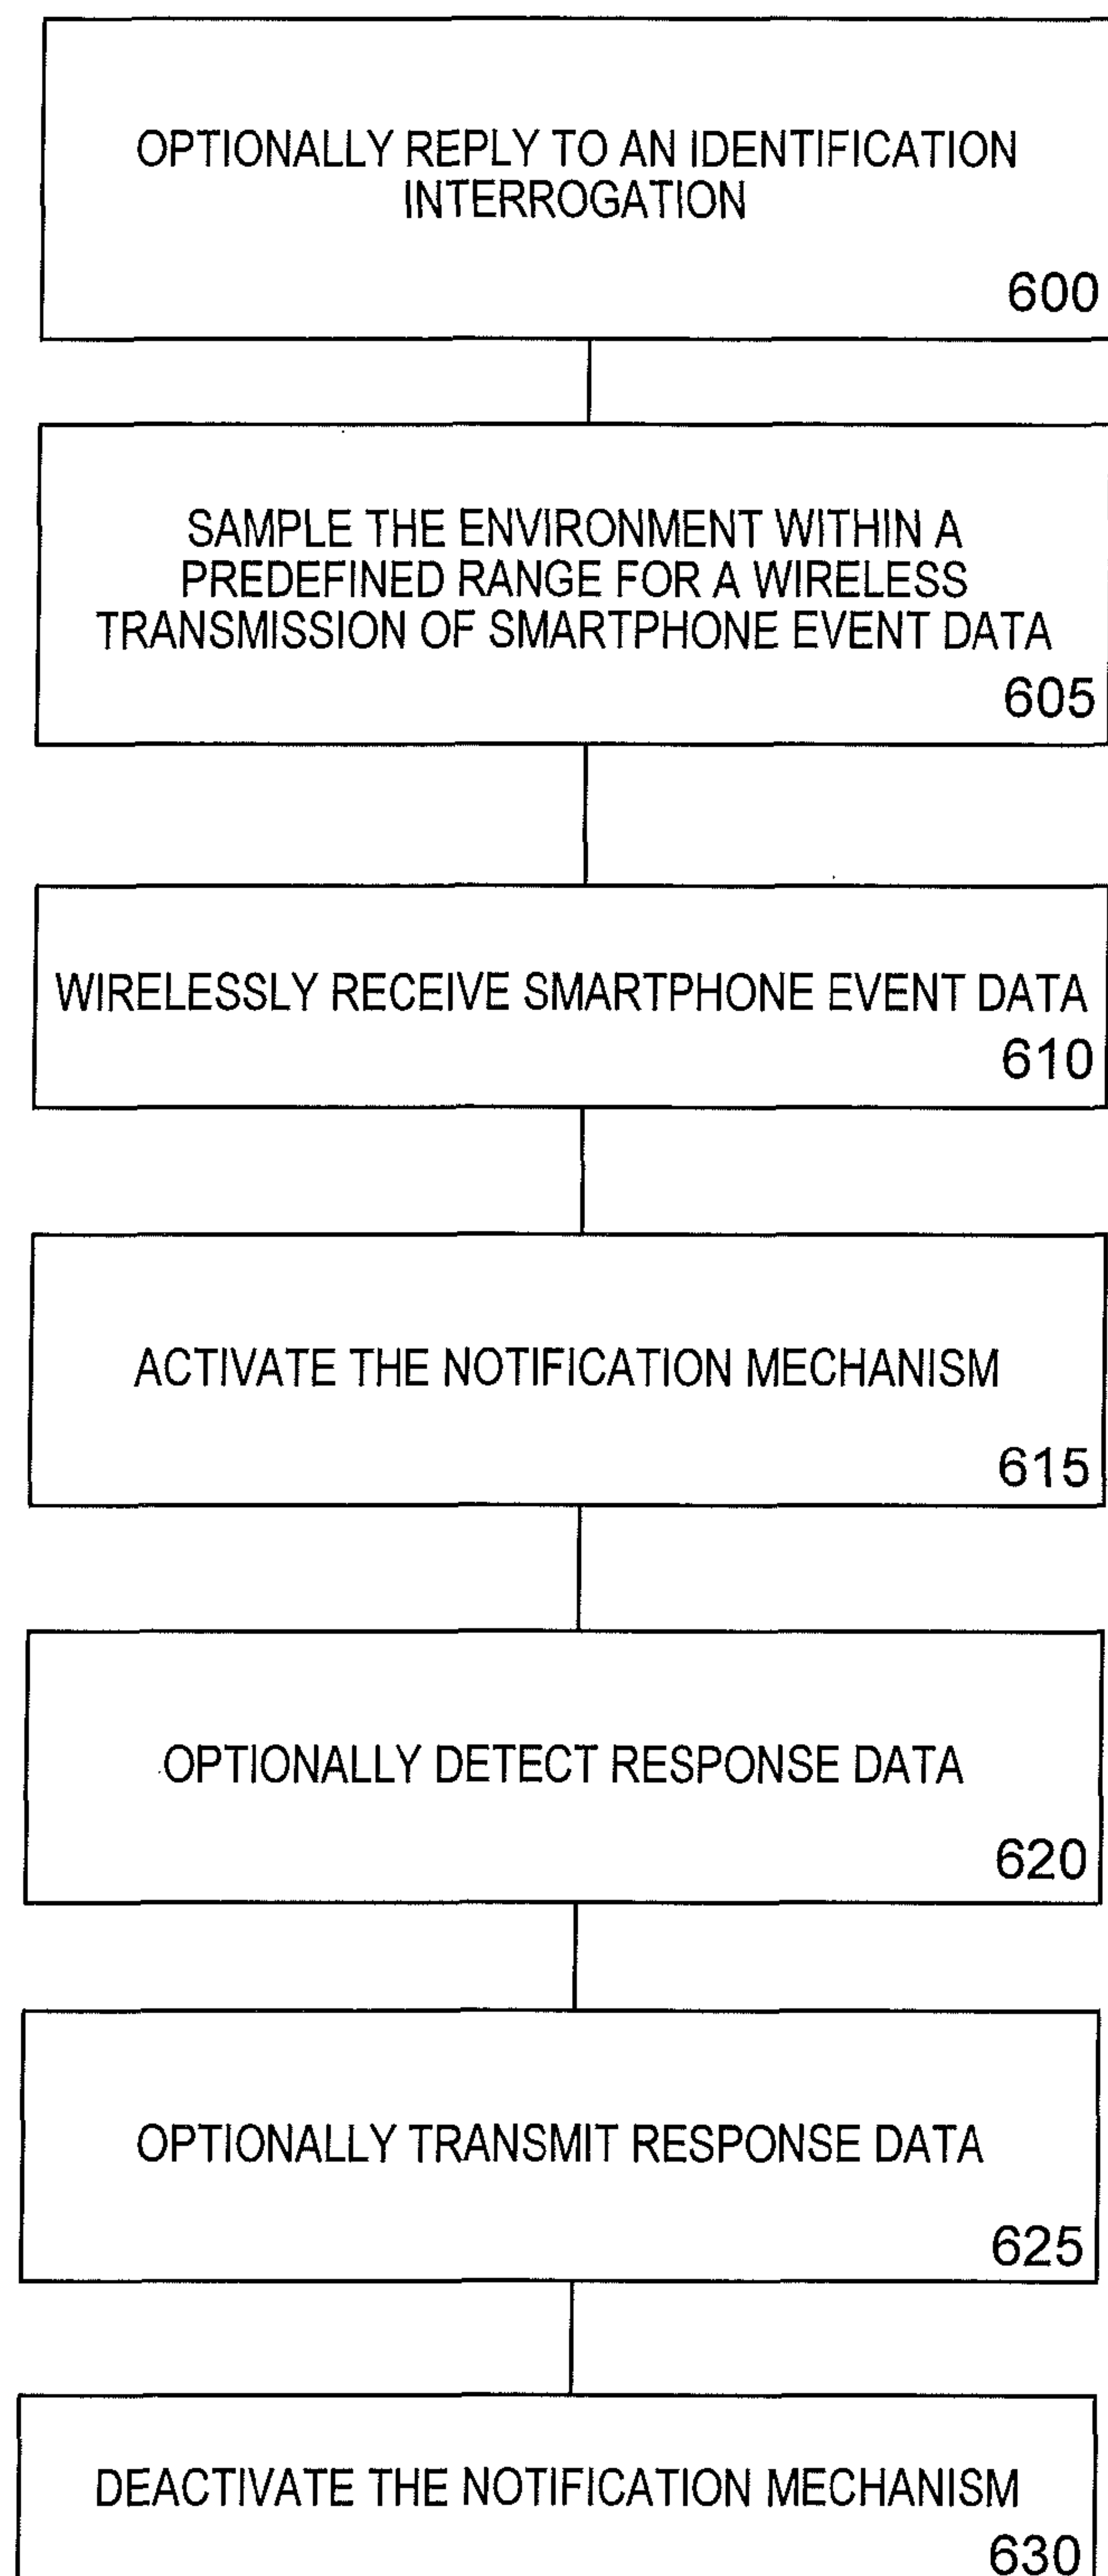 OPTIONALLY REPLY TO AN IDENTIFICATION
INTERROGATION
600
SAMPLE THE ENVIRONMENT WITHIN A
PREDEFINED RANGE FOR A WIRELESS
TRANSMISSION OF SMARTPHONE EVENT DATA
605
WIRELESSLY RECEIVE SMARTPHONE EVENT DATA
610
ACTIVATE THE NOTIFICATION MECHANISM
615
OPTIONALLY DETECT RESPONSE DATA
620
OPTIONALLY TRANSMIT RESPONSE DATA
625
DEACTIVATE THE NOTIFICATION MECHANISM
630